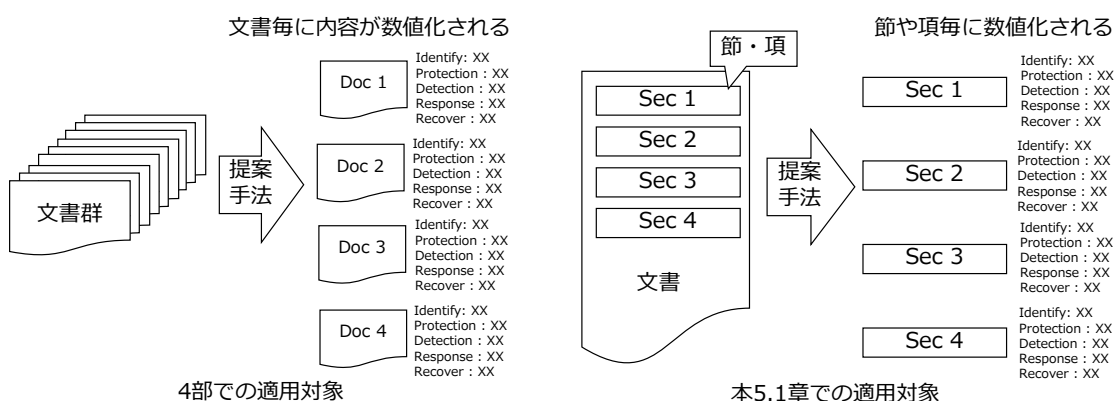 文書毎に内容が数値化される
文書群
提案
手法
Doc 1
Identify: XX
Protection : XX
Detection : XX
Response : XX
Recover : XX
Doc 2
Identify: XX
Protection : XX
Detection : XX
Response : XX
Recover : XX
Doc 3
Identify: XX
Protection : XX
Detection : XX
Response : XX
Recover : XX
Doc 4
Identify: XX
Protection : XX
Detection : XX
Response : XX
Recover : XX
4部での適用対象
節や項毎に数値化される
節・項
Sec 1
Sec 2
Sec 3
Sec 4
文書
提案
手法
Sec 1
Identify: XX
Protection : XX
Detection : XX
Response : XX
Recover : XX
Sec 2
Identify: XX
Protection : XX
Detection : XX
Response : XX
Recover : XX
Sec 3
Identify: XX
Protection : XX
Detection : XX
Response : XX
Recover : XX
Sec 4
Identify: XX
Protection : XX
Detection : XX
Response : XX
Recover : XX
本5.1章での適用対象